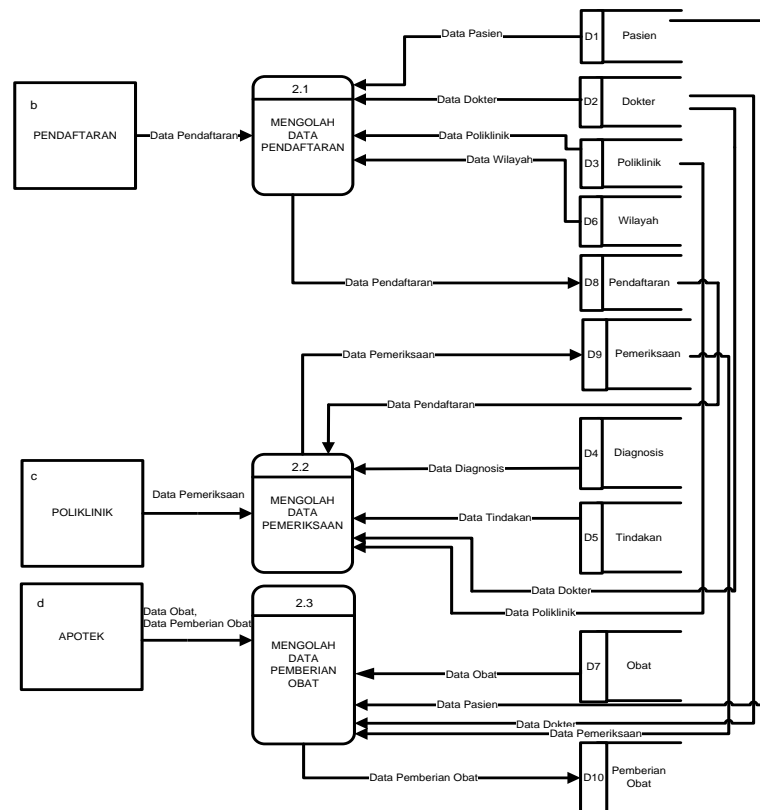 Data Pasien
D1
Pasien
b
PENDAFTARAN
Data Pendaftaran
2.1
MENGOLAH
DATA
PENDAFTARAN
Data Dokter
D2
Dokter
Data Poliklinik
D3
Poliklinik
Data Wilayah
D6
Wilayah
Data Pendaftaran
D8
Pendaftaran
Data Pemeriksaan
D9
Pemeriksaan
Data Pendaftaran
c
POLIKLINIK
Data Pemeriksaan
2.2
MENGOLAH
DATA
PEMERIKSAAN
Data Diagnosis
D4
Diagnosis
Data Tindakan
D5
Tindakan
Data Dokter
Data Poliklinik
d
APOTEK
Data Obat,
Data Pemberian Obat
2.3
MENGOLAH
DATA
PEMBERIAN
OBAT
Data Obat
D7
Obat
Data Pasien
Data Dokter
Data Pemeriksaan
Data Pemberian Obat
D10
Pemberian
Obat